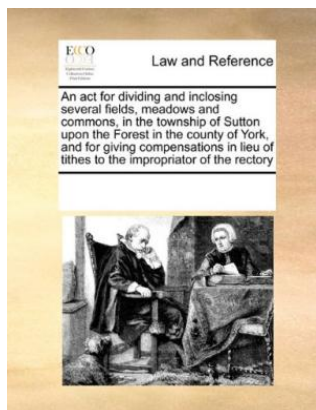 ECCO
Law and Reference
An act for dividing and inclosing
several fields, meadows and
commons, in the township of Sutton
upon the Forest in the county of York,
and for giving compensations in lieu of
tithes to the impropriator of the rectory